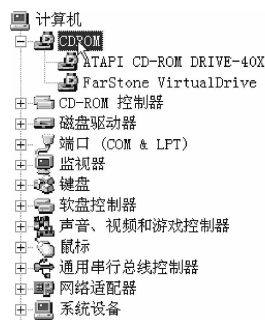 计算机
CDROM
ATAPI CD-ROM DRIVE-40X
FarStone VirtualDrive
CD-ROM 控制器
磁盘驱动器
端口 (COM & LPT)
监视器
键盘
软盘控制器
声音、视频和游戏控制器
鼠标
通用串行总线控制器
网络适配器
系统设备